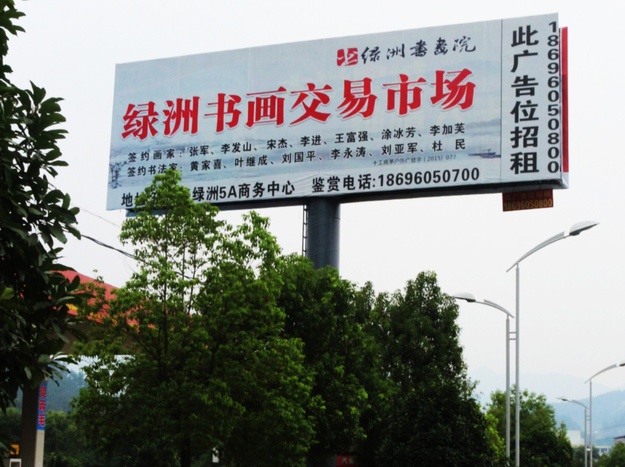 绿洲书画院
绿洲书画交易市场
签约画家:张军、李发山、宋杰、李进、王富强、涂冰芳、李加芙
签约书法家:黄家喜、叶继成、刘国平、李永涛、刘亚军、杜 民
地 绿洲5A商务中心 鉴赏电话:18696050700
此广告位招租
18696050800
18696050800